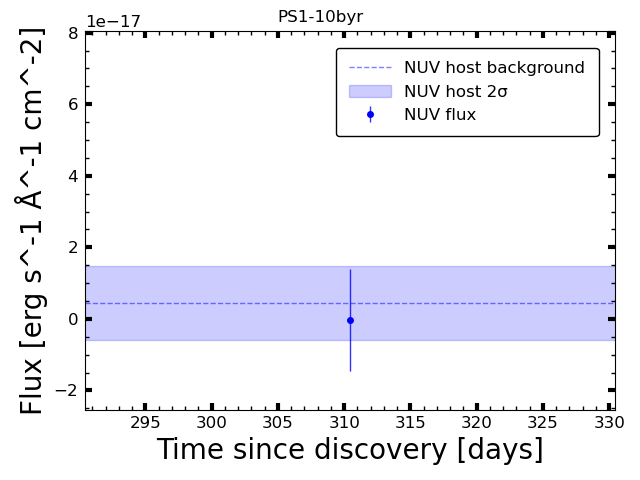 PS1-10byr
1e−17
8
6
4
2
0
−2
NUV host background
NUV host 2σ
NUV flux
295 300 305 310 315 320 325 330
Time since discovery [days]
Flux [erg s^-1 Å^-1 cm^-2]